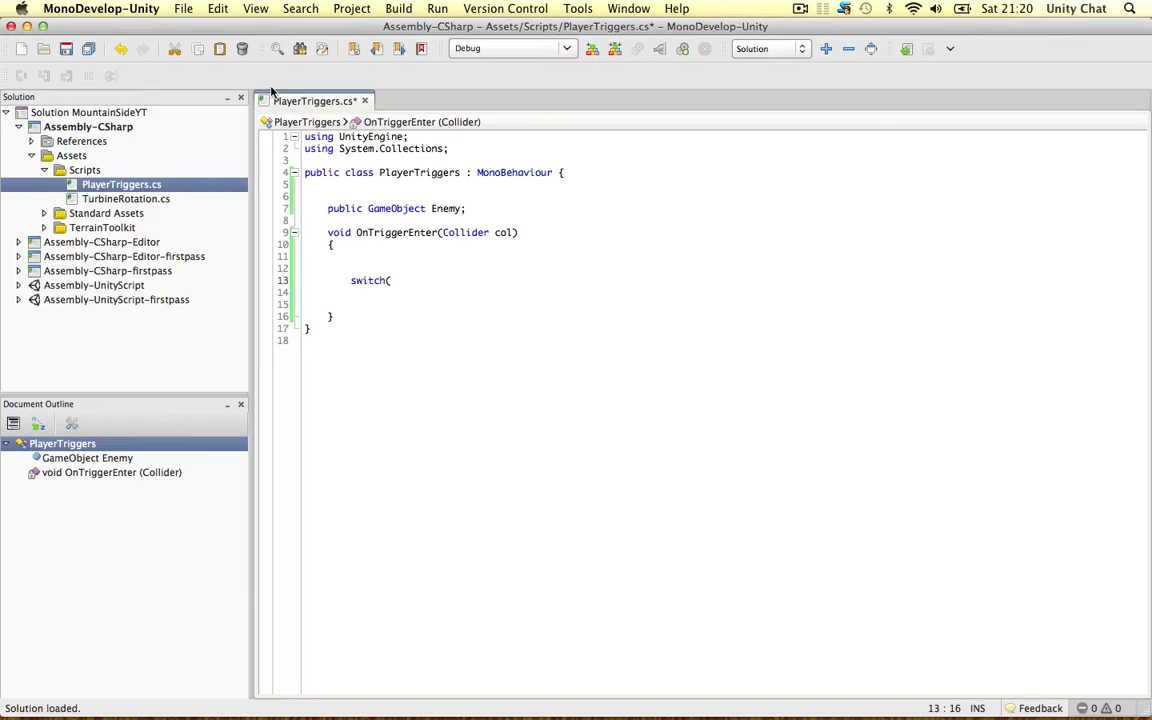 MonoDevelop-Unity File Edit View Search Project Build Run Version Control Tools Window Help Sat 21:20 Unity Chat
Assembly-CSharp – Assets/Scripts/PlayerTriggers.cs* – MonoDevelop-Unity
Debug
Solution
Solution
Solution MountainSideYT
Assembly-CSharp
References
Assets
Scripts
PlayerTriggers.cs
TurbineRotation.cs
Standard Assets
TerrainToolkit
Assembly-CSharp-Editor
Assembly-CSharp-Editor-firstpass
Assembly-CSharp-firstpass
Assembly-UnityScript
Assembly-UnityScript-firstpass
Document Outline
PlayerTriggers
GameObject Enemy
void OnTriggerEnter (Collider)
PlayerTriggers.cs*
PlayerTriggers OnTriggerEnter (Collider)
1 using UnityEngine;
2 using System.Collections;
3
4 public class PlayerTriggers : MonoBehaviour {
5
6
7 public GameObject Enemy;
8
9 void OnTriggerEnter(Collider col)
10 {
11
12
13 switch(
14
15
16 }
17 }
18
Solution loaded.
13 : 16 INS Feedback 0 0